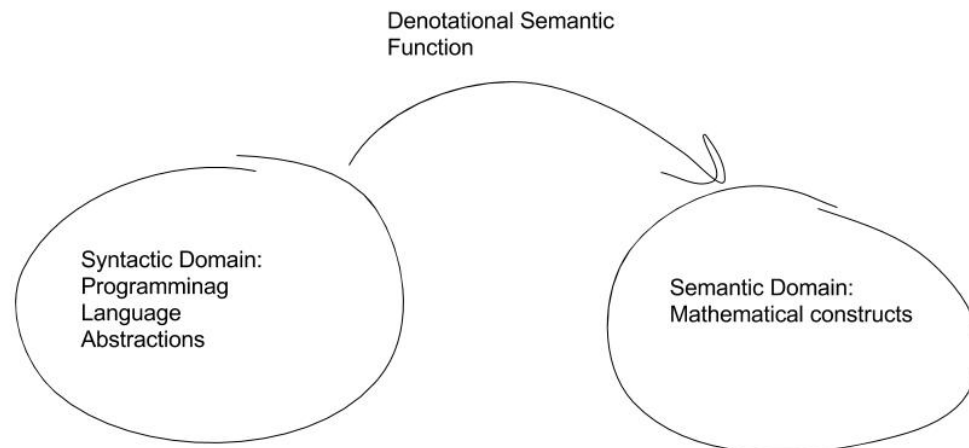 Denotational Semantic
Function
Syntactic Domain:
Programminag
Language
Abstractions
Semantic Domain:
Mathematical constructs